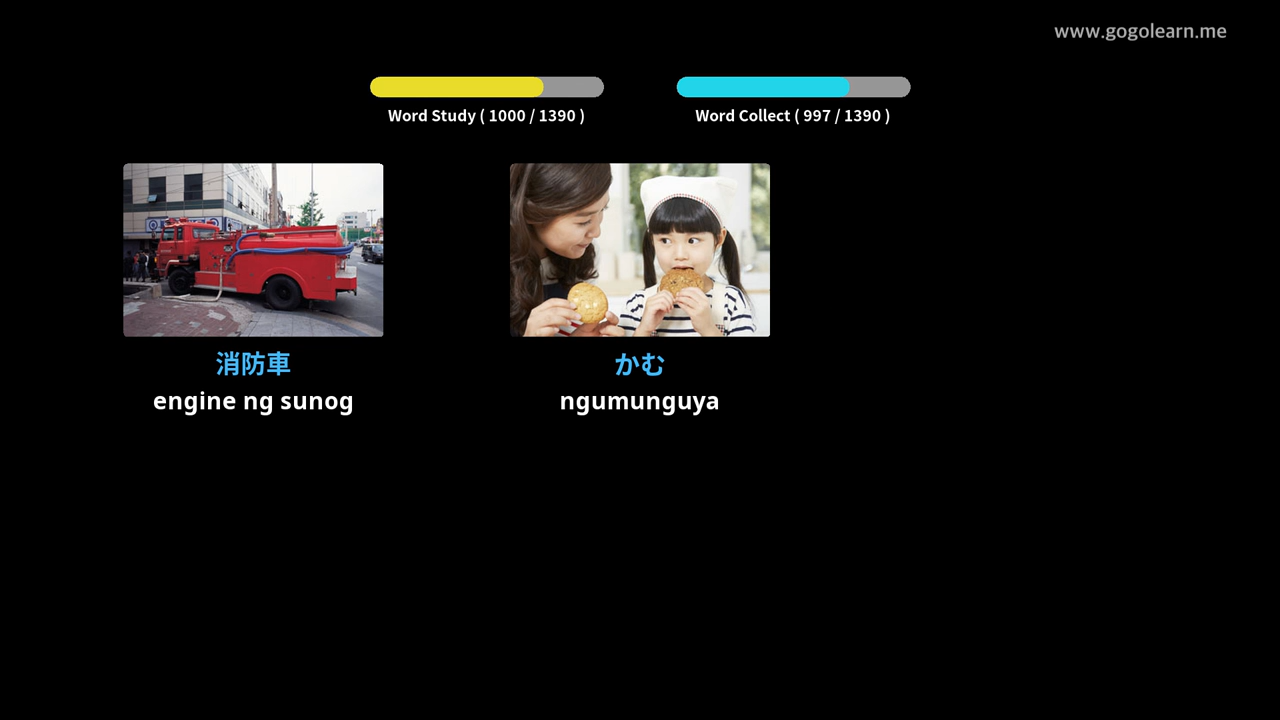 www.gogolearn.me
Word Study ( 1000 / 1390 )
Word Collect ( 997 / 1390 )
消防車
かむ
engine ng sunog
ngumunguya